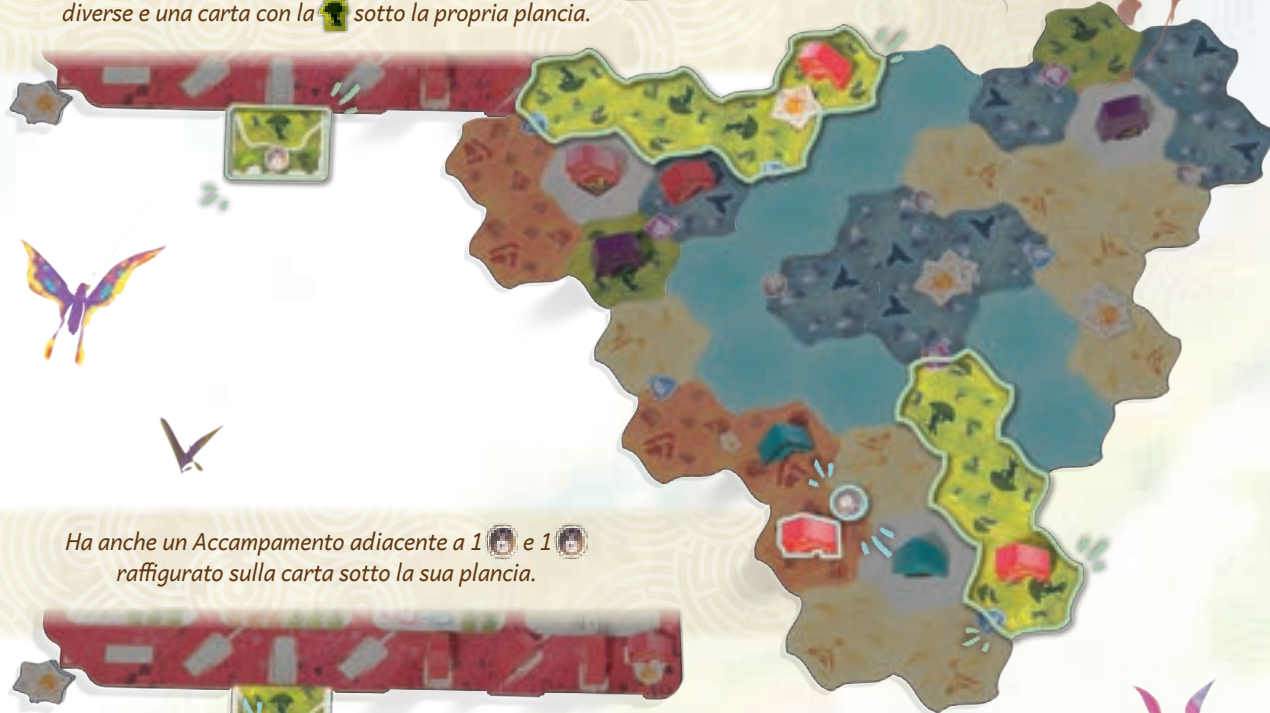 diverse e una carta con la sotto la propria plancia.
Ha anche un Accampamento adiacente a 1 e 1
raffigurato sulla carta sotto la sua plancia.